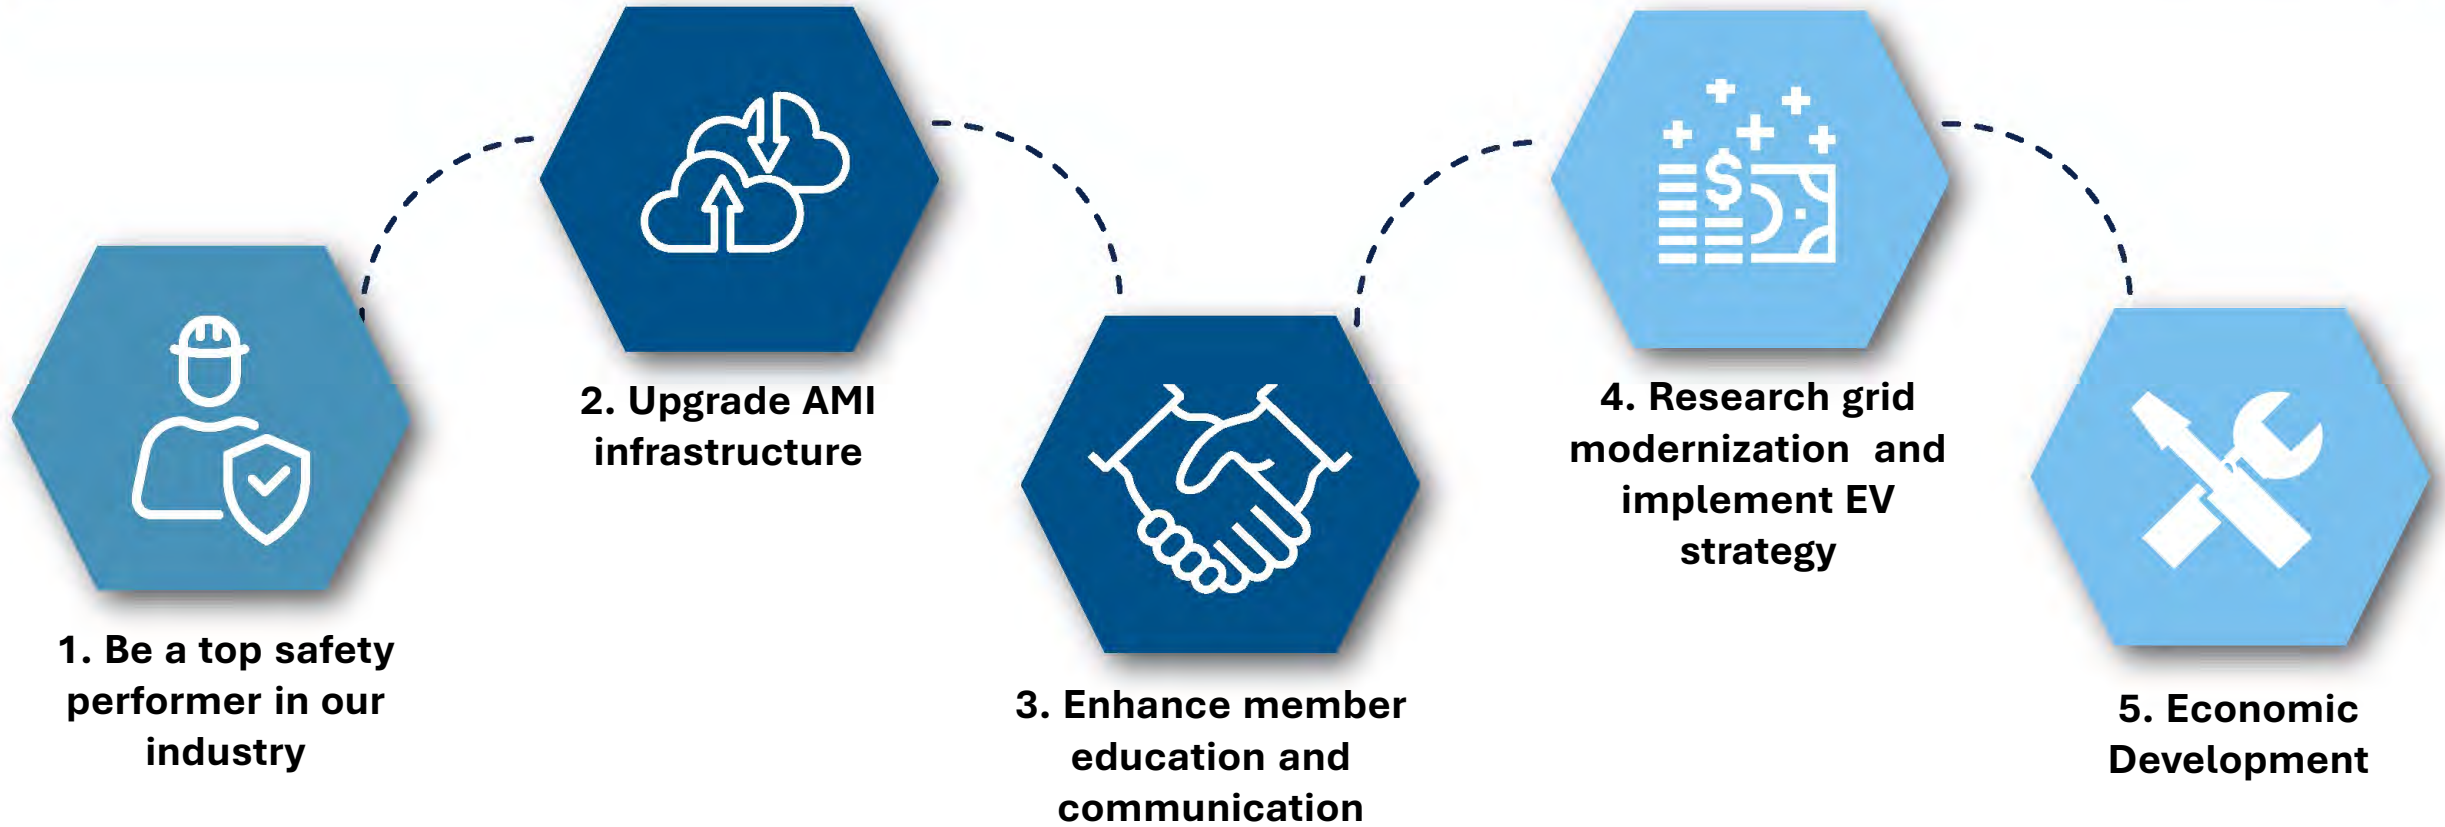 1. Be a top safety
performer in our
industry
2. Upgrade AMI
infrastructure
3. Enhance member
education and
communication
4. Research grid
modernization and
implement EV
strategy
5. Economic
Development